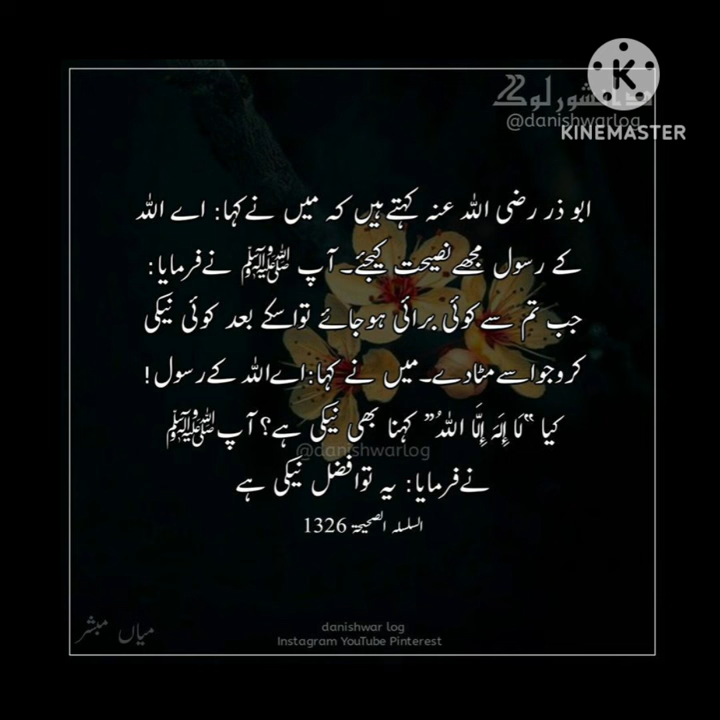 دانشور لوگ
@danishwarlog
KINEMASTER
ابو ذر رضی اللہ عنہ کہتے ہیں کہ میں نے کہا: اے اللہ
کے رسول مجھے نصیحت کیجئے۔ آپ ﷺ نے فرمایا:
جب تم سے کوئی برائی ہو جائے تو اسکے بعد کوئی نیکی
کرو جو اسے مٹا دے۔ میں نے کہا: اے اللہ کے رسول!
کیا "لَا إِلَهَ إِلَّا اللهُ" کہنا بھی نیکی ہے؟ آپ ﷺ
@danishwarlog
نے فرمایا: یہ تو افضل نیکی ہے
السلسلہ الصحیحۃ 1326
میاں مبشر
danishwar log
Instagram YouTube Pinterest